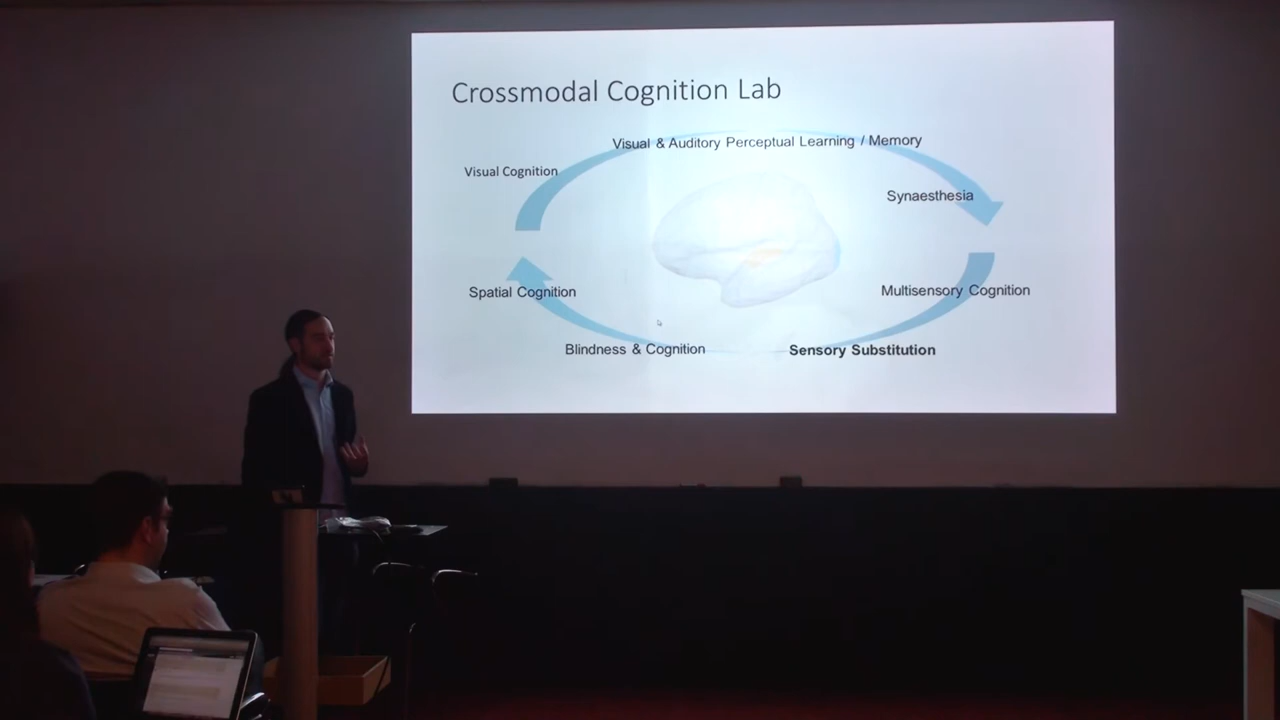 Crossmodal Cognition Lab
Visual & Auditory Perceptual Learning / Memory
Visual Cognition
Synaesthesia
Spatial Cognition
Multisensory Cognition
Blindness & Cognition
Sensory Substitution